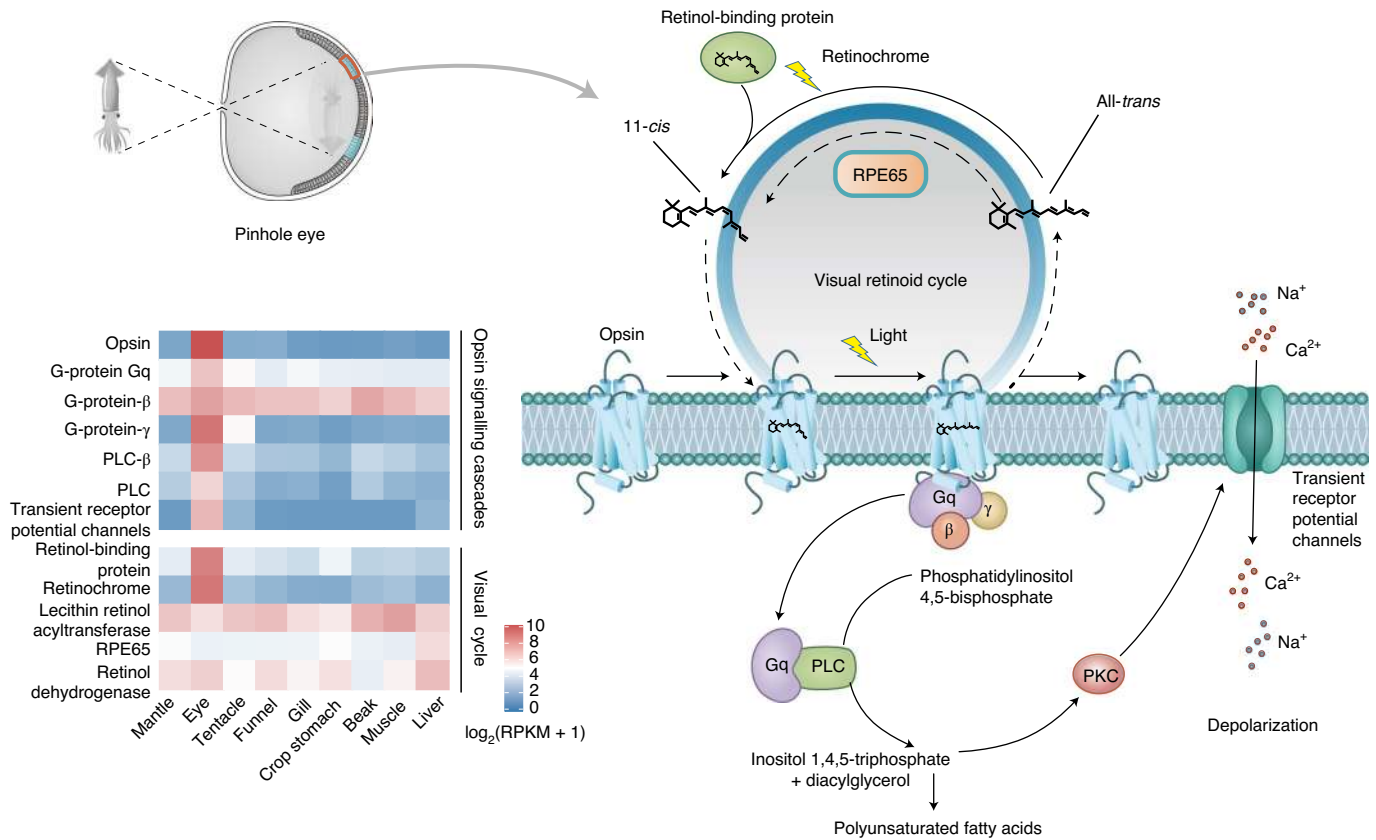 Retinol-binding protein
Retinochrome
All-trans
11-cis
RPE65
Pinhole eye
Visual retinoid cycle
Na+
Ca2+
Opsin
Light
Opsin
G-protein Gq
G-protein-β
G-protein-γ
PLC-β
PLC
Transient receptor
potential channels
Opsin signalling cascades
Retinol-binding
protein
Retinochrome
Lecithin retinol
acyltransferase
RPE65
Retinol
dehydrogenase
Visual cycle
Mantle
Eye
Tentacle
Funnel
Gill
Crop stomach
Beak
Muscle
Liver
10
8
6
4
2
0
log2(RPKM + 1)
Gq
γ
β
Transient
receptor
potential
channels
Phosphatidylinositol
4,5-bisphosphate
Ca2+
Na+
Gq
PLC
PKC
Depolarization
Inositol 1,4,5-triphosphate
+ diacylglycerol
Polyunsaturated fatty acids